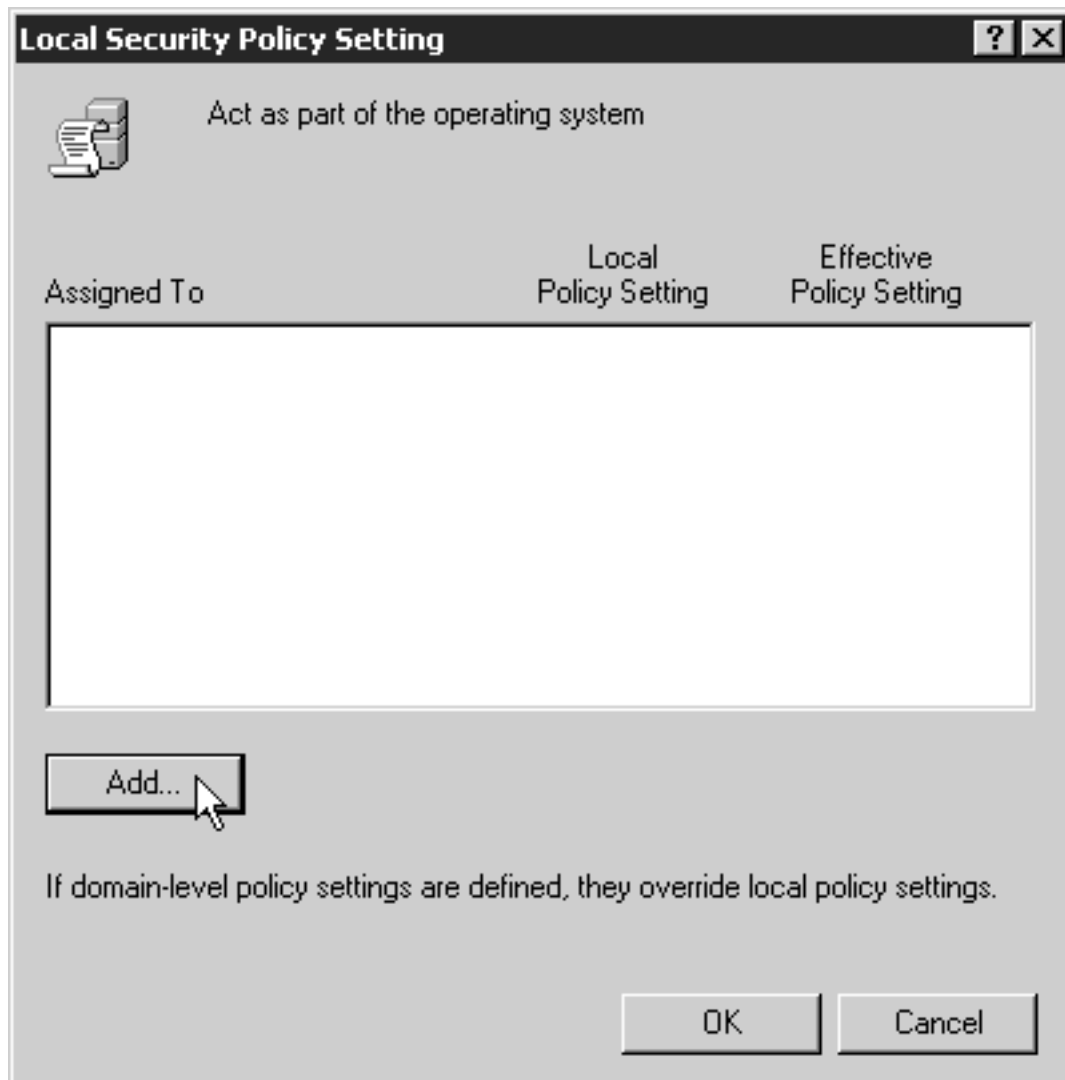 Local Security Policy Setting
?
Act as part of the operating system
Local Effective
Assigned To Policy Setting Policy Setting
Add...
If domain-level policy settings are defined, they override local policy settings.
OK Cancel